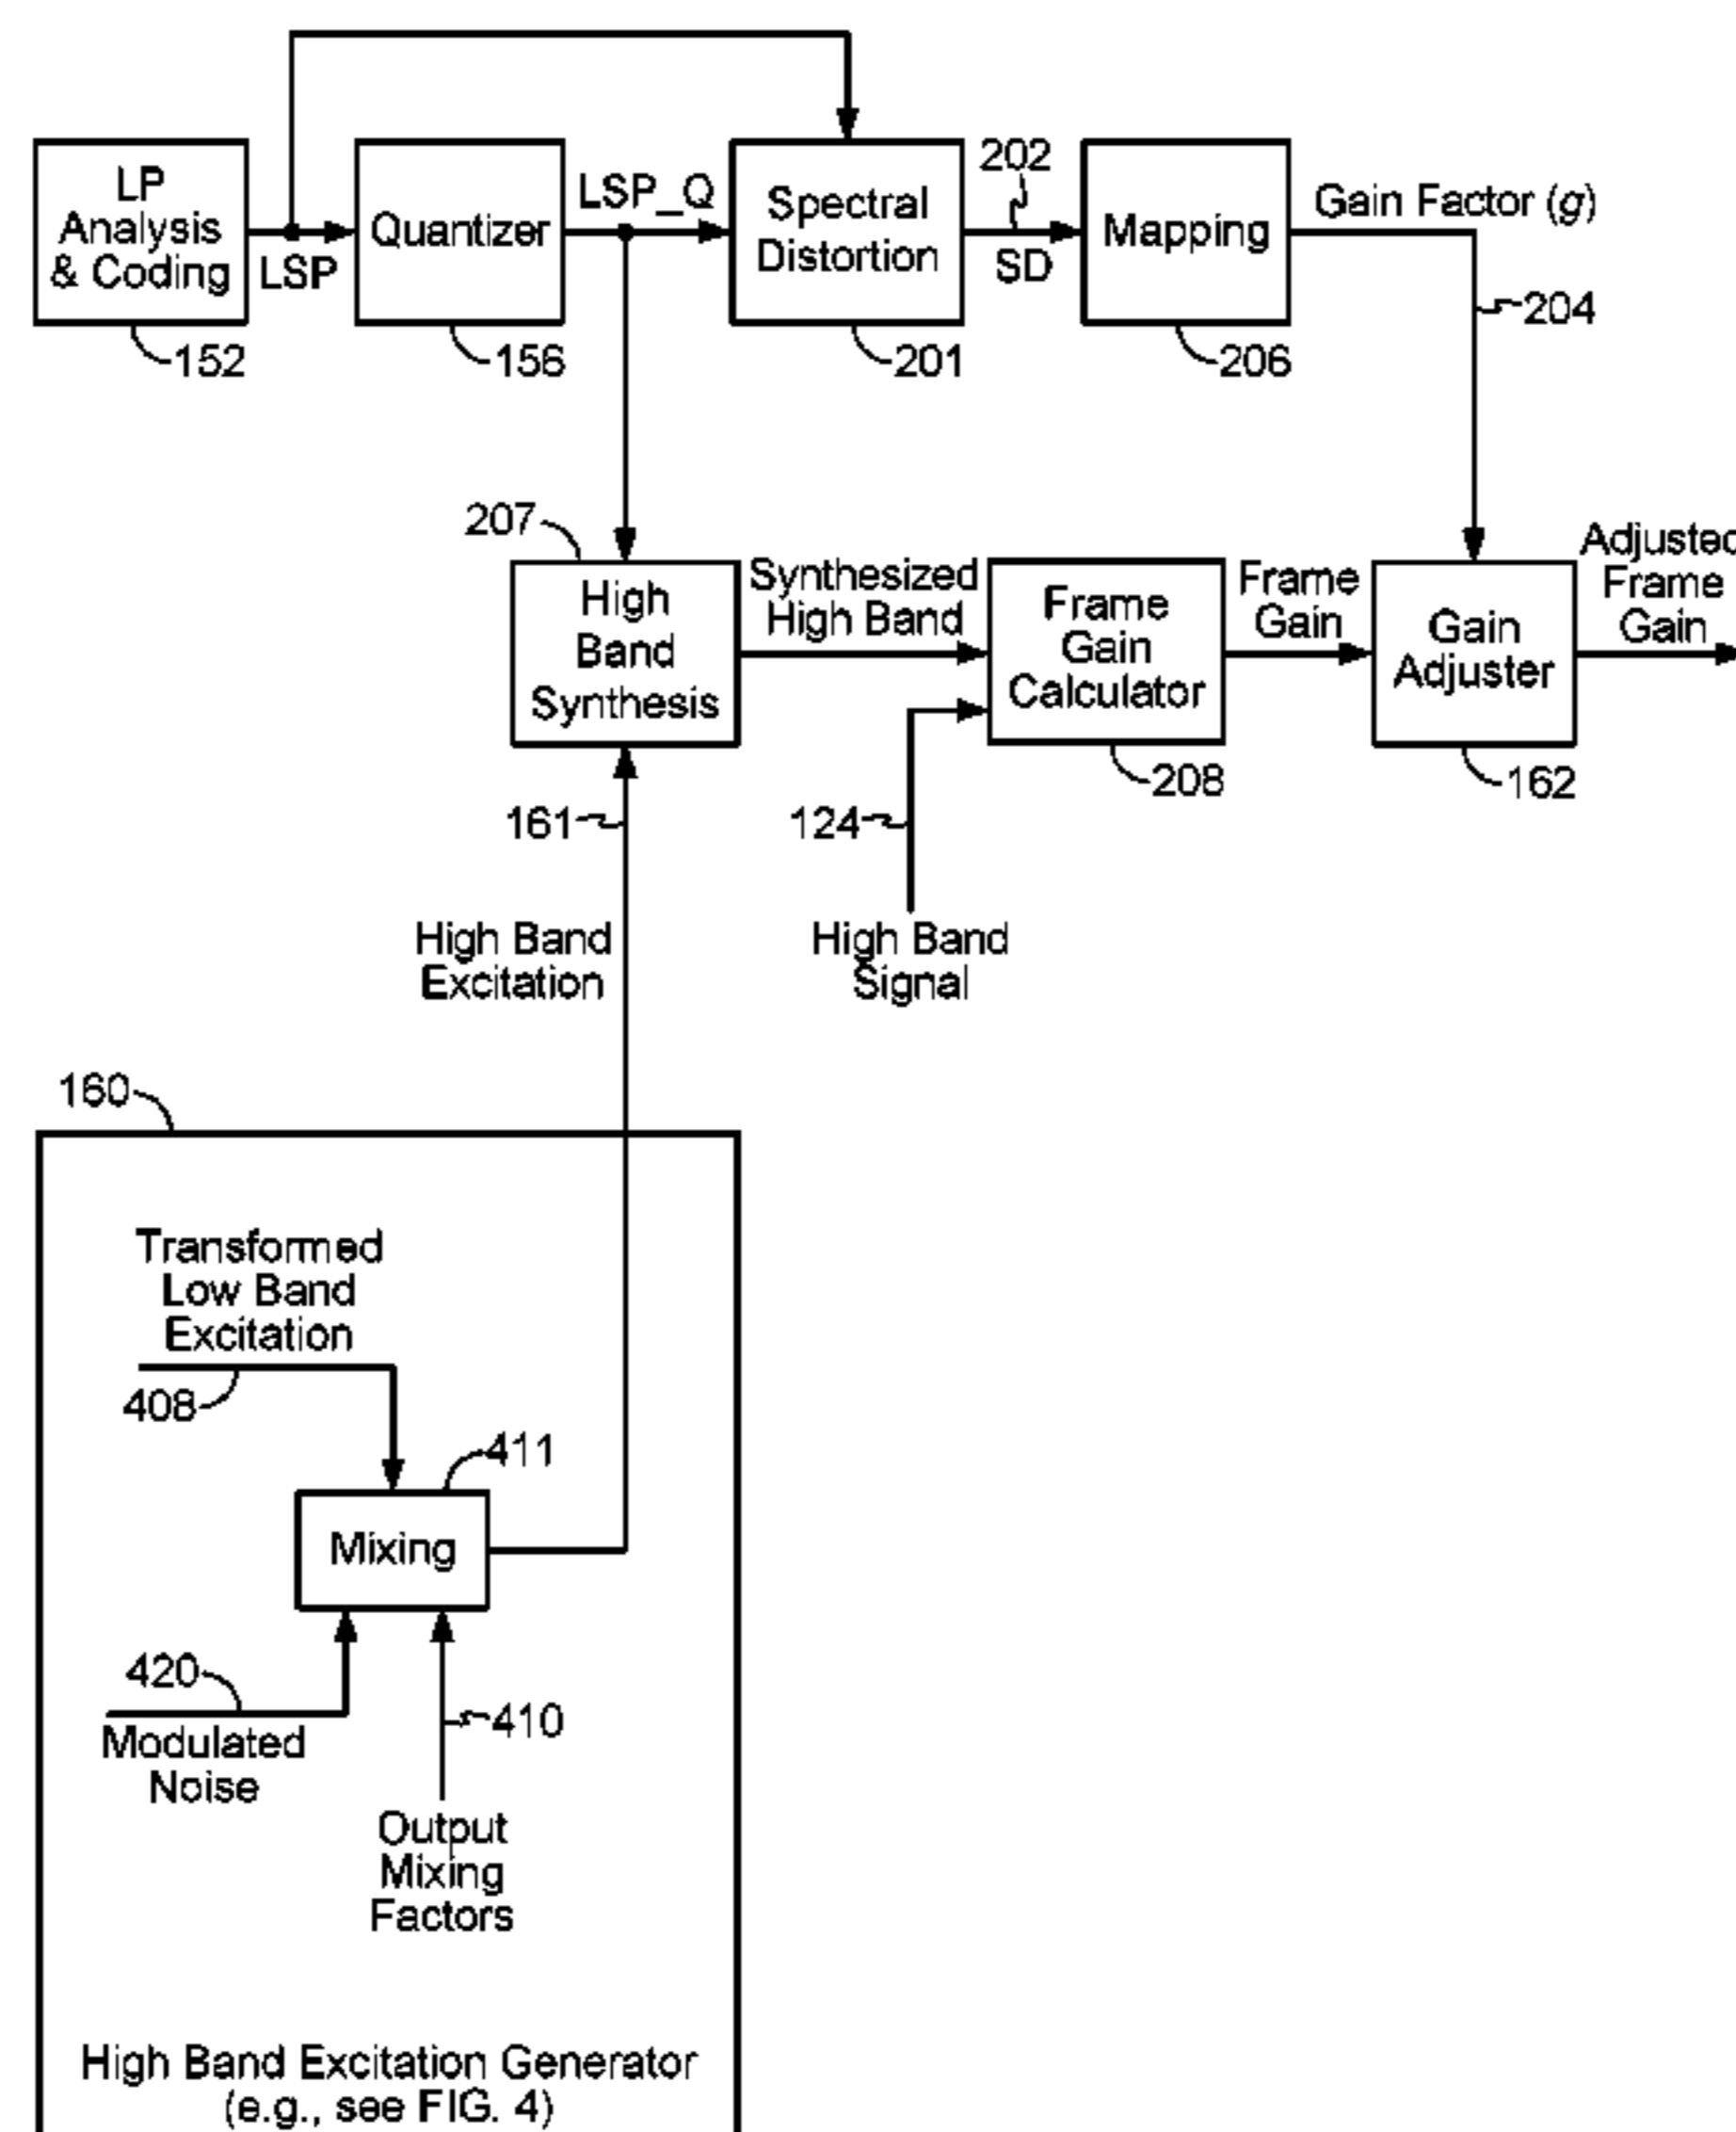 LP
Analysis
& Coding
LSP
152
Quantizer
156
LSP_Q
Spectral
Distortion
201
202
SD
Mapping
206
Gain Factor (g)
204
207
High
Band
Synthesis
Synthesized
High Band
Frame
Gain
Calculator
208
Frame
Gain
Gain
Adjuster
162
Adjusted
Frame
Gain
161
124
High Band
Excitation
High Band
Signal
160
Transformed
Low Band
Excitation
408
411
Mixing
420
Modulated
Noise
410
Output
Mixing
Factors
High Band Excitation Generator
(e.g., see FIG. 4)